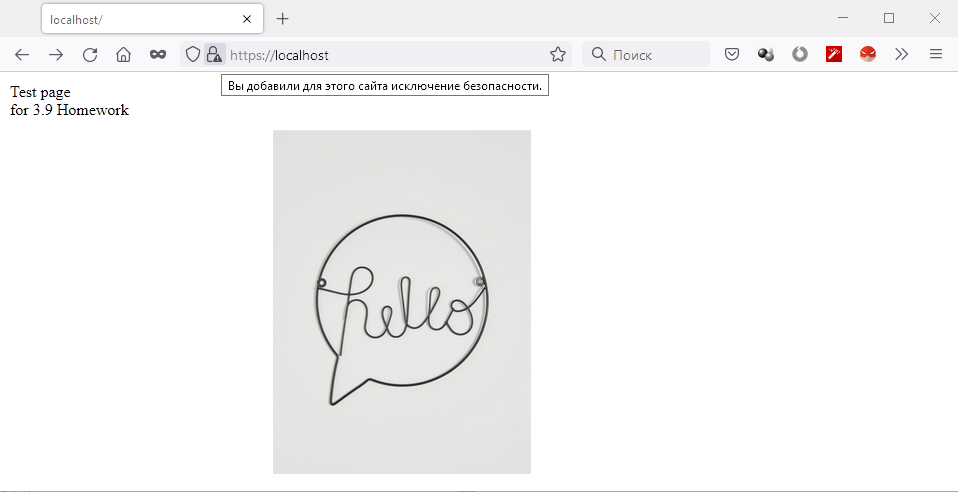 localhost/
https://localhost
Поиск
Вы добавили для этого сайта исключение безопасности.
Test page
for 3.9 Homework
hello